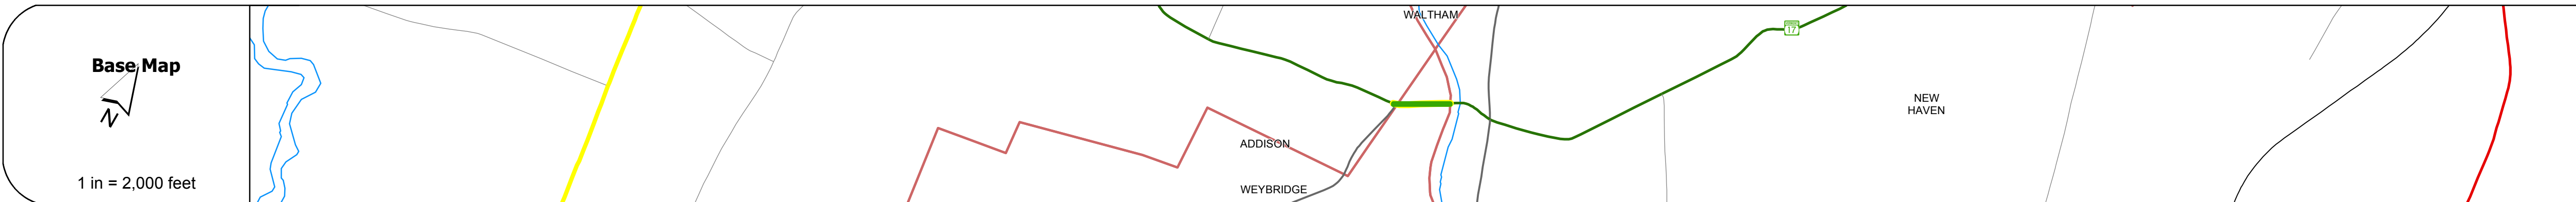 Base Map
N
1 in = 2,000 feet
WALTHAM
17
ADDISON
WEYBRIDGE
NEW
HAVEN